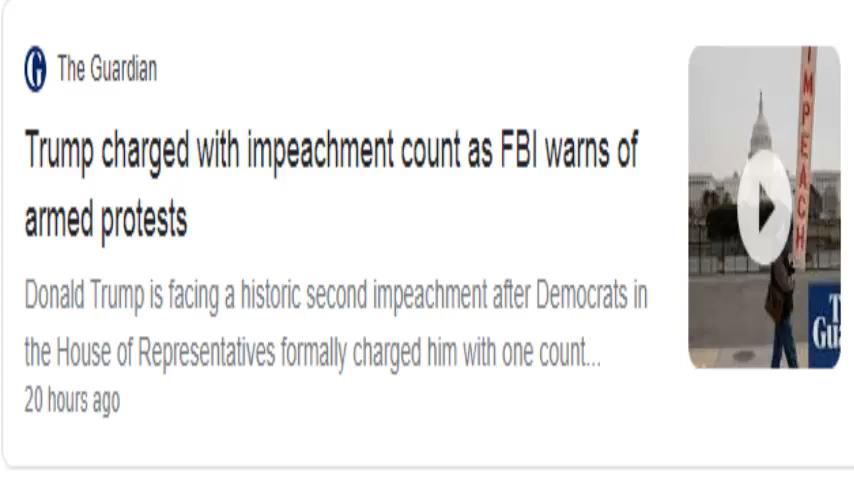 The Guardian
Trump charged with impeachment count as FBI warns of
armed protests
Donald Trump is facing a historic second impeachment after Democrats in
the House of Representatives formally charged him with one count...
20 hours ago
IMPEACH